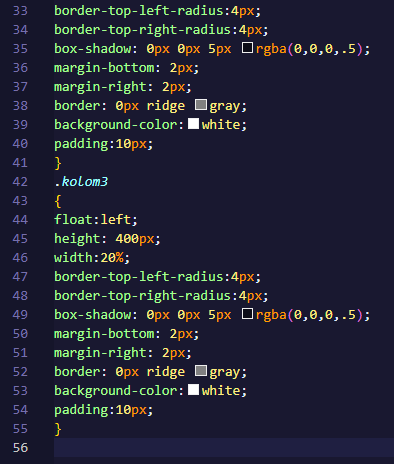 33 border-top-left-radius:4px;
34 border-top-right-radius:4px;
35 box-shadow: 0px 0px 5px rgba(0,0,0,.5);
36 margin-bottom: 2px;
37 margin-right: 2px;
38 border: 0px ridge gray;
39 background-color:white;
40 padding:10px;
41 }
42 .kolom3
43 {
44 float:left;
45 height: 400px;
46 width:20%;
47 border-top-left-radius:4px;
48 border-top-right-radius:4px;
49 box-shadow: 0px 0px 5px rgba(0,0,0,.5);
50 margin-bottom: 2px;
51 margin-right: 2px;
52 border: 0px ridge gray;
53 background-color:white;
54 padding:10px;
55 }
56